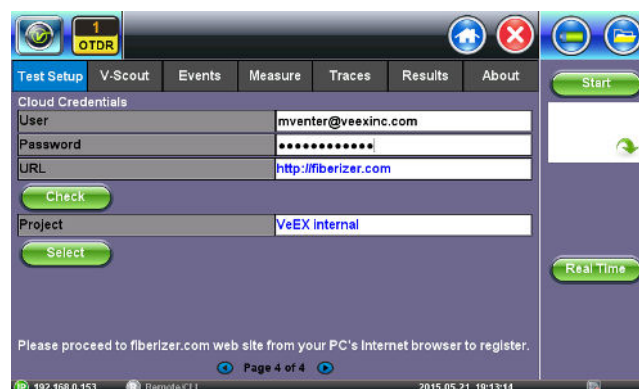 1
OTDR
Test Setup V-Scout Events Measure Traces Results About
Start
Cloud Credentials
User mventer@veexinc.com
Password ••••••••••••
URL http://fiberizer.com
Check
Project VeEX internal
Select
Real Time
Please proceed to fiberizer.com web site from your PC's Internet browser to register.
Page 4 of 4
IP 192.168.0.153 Remote/CLI 2015.05.21 19:13:14